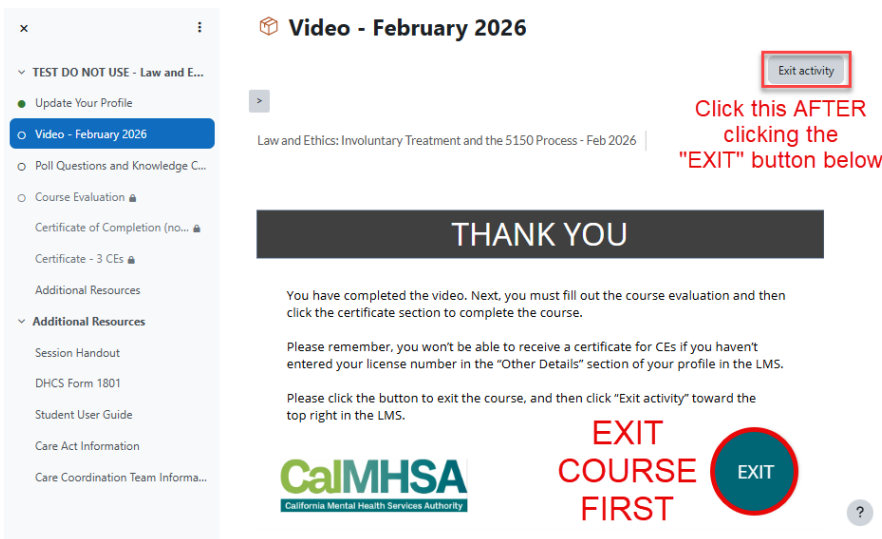 Video - February 2026
TEST DO NOT USE - Law and E...
Update Your Profile
Video - February 2026
Poll Questions and Knowledge C...
Course Evaluation
Certificate of Completion (no...
Certificate - 3 CEs
Additional Resources
Additional Resources
Session Handout
DHCS Form 1801
Student User Guide
Care Act Information
Care Coordination Team Informa...
Exit activity
Click this AFTER
clicking the
"EXIT" button below
>
Law and Ethics: Involuntary Treatment and the 5150 Process - Feb 2026
THANK YOU
You have completed the video. Next, you must fill out the course evaluation and then
click the certificate section to complete the course.
Please remember, you won’t be able to receive a certificate for CEs if you haven’t
entered your license number in the “Other Details” section of your profile in the LMS.
Please click the button to exit the course, and then click “Exit activity” toward the
top right in the LMS.
EXIT
COURSE
FIRST
EXIT
CalMHSA
California Mental Health Services Authority
?